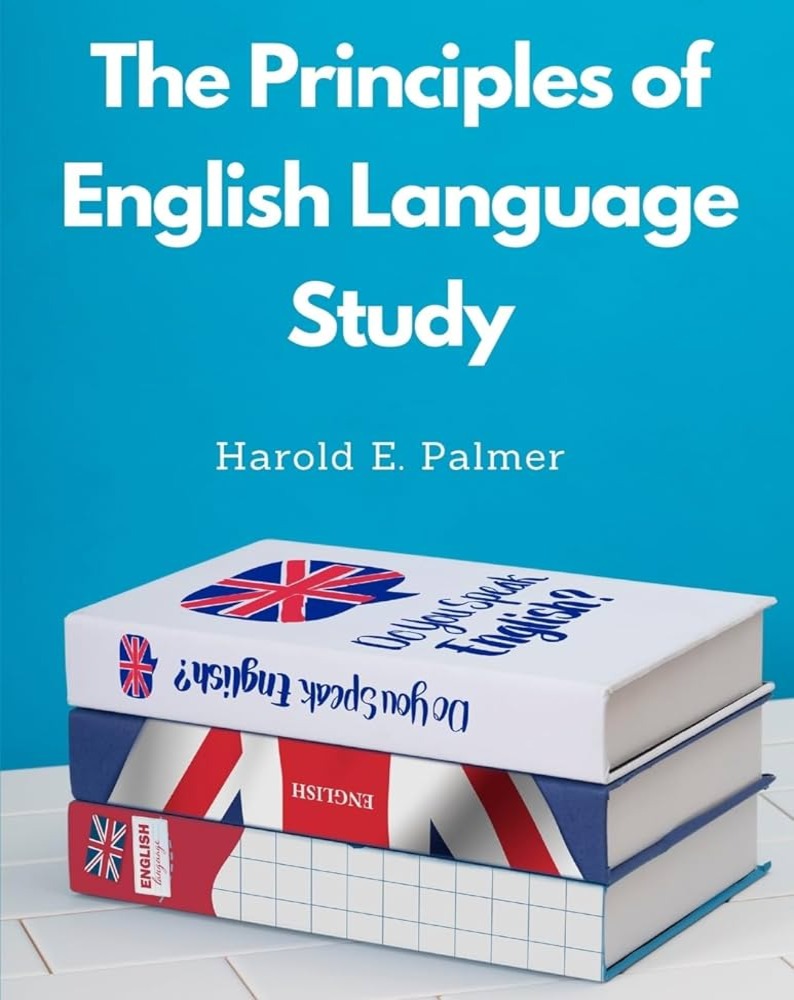 The Principles of
English Language
Study
Harold E. Palmer
Do you Speak
English?
Do you Speak English?
ENGLISH
ENGLISH
language